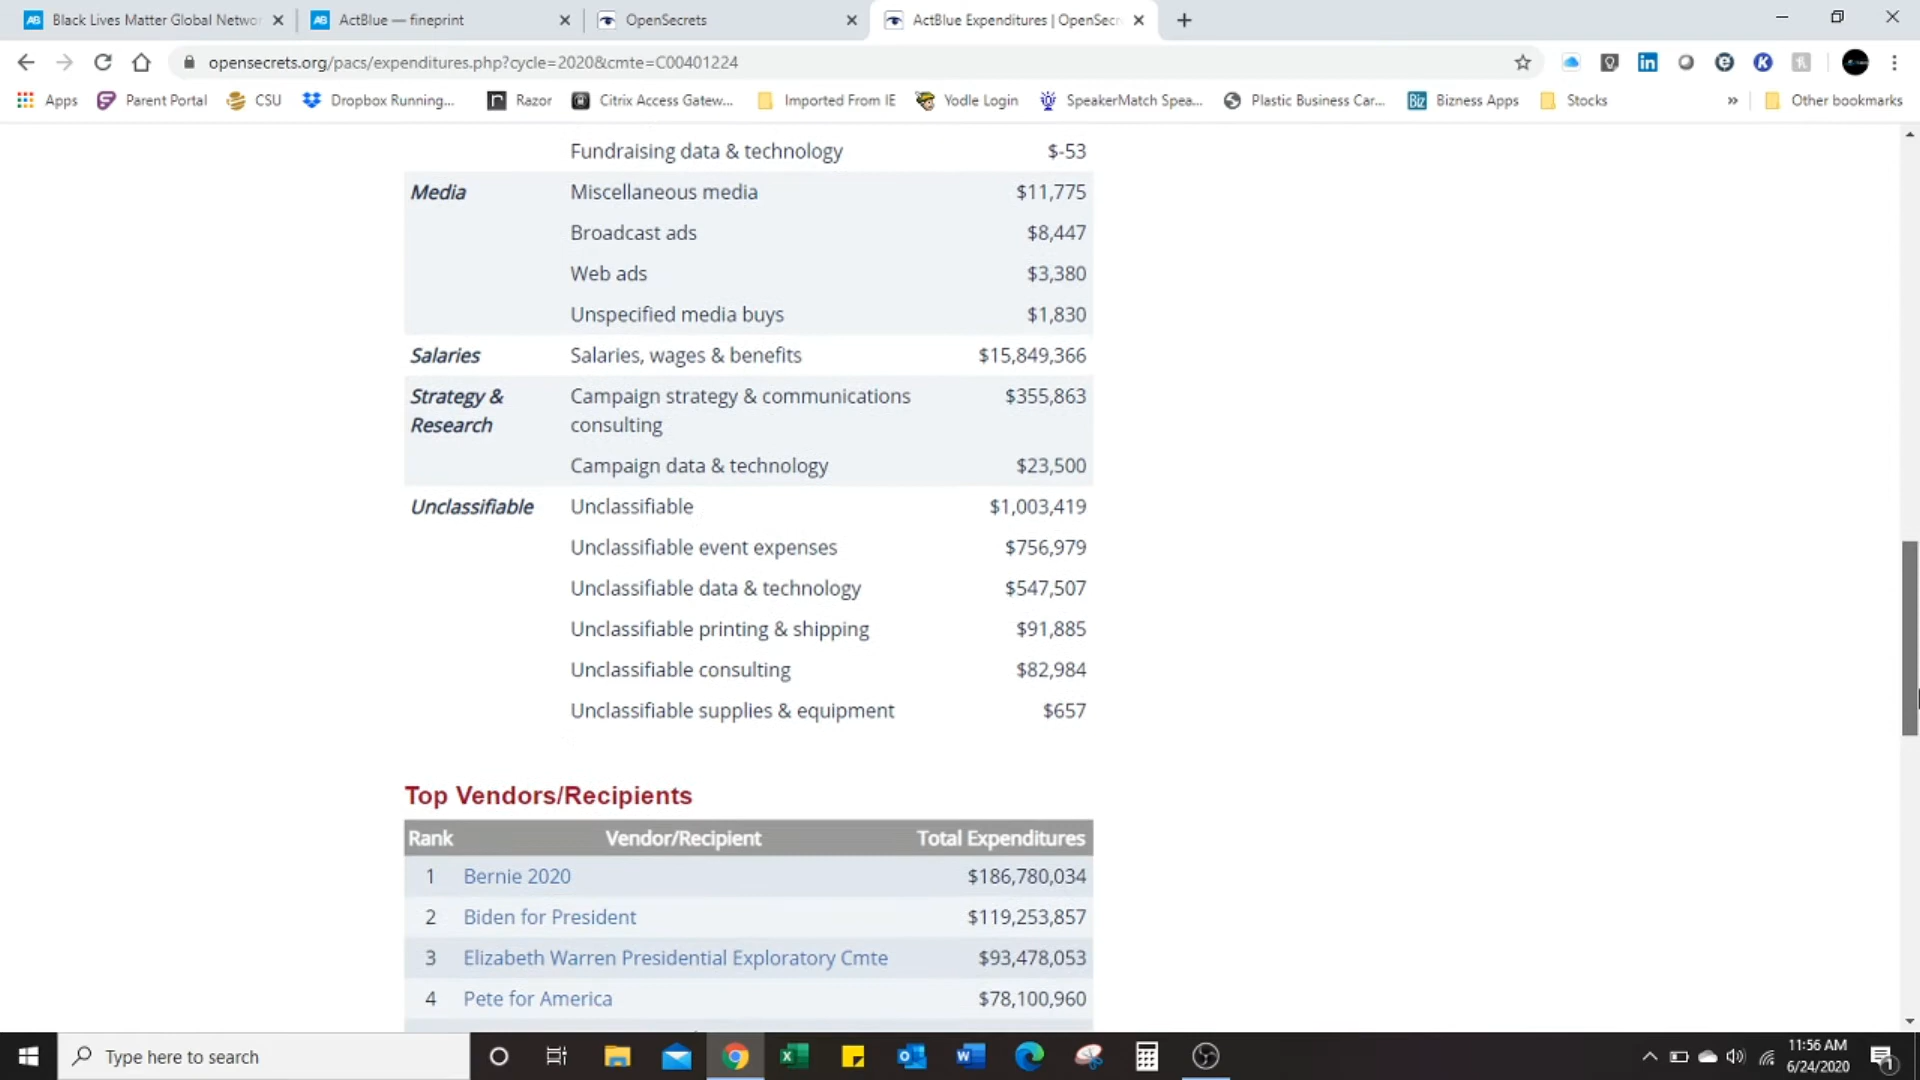 Black Lives Matter Global Netwo
ActBlue — fineprint
OpenSecrets
ActBlue Expenditures | OpenSecr
opensecrets.org/pacs/expenditures.php?cycle=2020&cmte=C00401224
Apps
Parent Portal
CSU
Dropbox Running...
Razor
Citrix Access Gatew...
Imported From IE
Yodle Login
SpeakerMatch Spea...
Plastic Business Car...
Biz Bizness Apps
Stocks
»
Other bookmarks
Fundraising data & technology $-53
Media Miscellaneous media $11,775
Broadcast ads $8,447
Web ads $3,380
Unspecified media buys $1,830
Salaries Salaries, wages & benefits $15,849,366
Strategy & Campaign strategy & communications $355,863
Research consulting
Campaign data & technology $23,500
Unclassifiable Unclassifiable $1,003,419
Unclassifiable event expenses $756,979
Unclassifiable data & technology $547,507
Unclassifiable printing & shipping $91,885
Unclassifiable consulting $82,984
Unclassifiable supplies & equipment $657
Top Vendors/Recipients
Rank Vendor/Recipient Total Expenditures
1 Bernie 2020 $186,780,034
2 Biden for President $119,253,857
3 Elizabeth Warren Presidential Exploratory Cmte $93,478,053
4 Pete for America $78,100,960
Type here to search
11:56 AM
6/24/2020